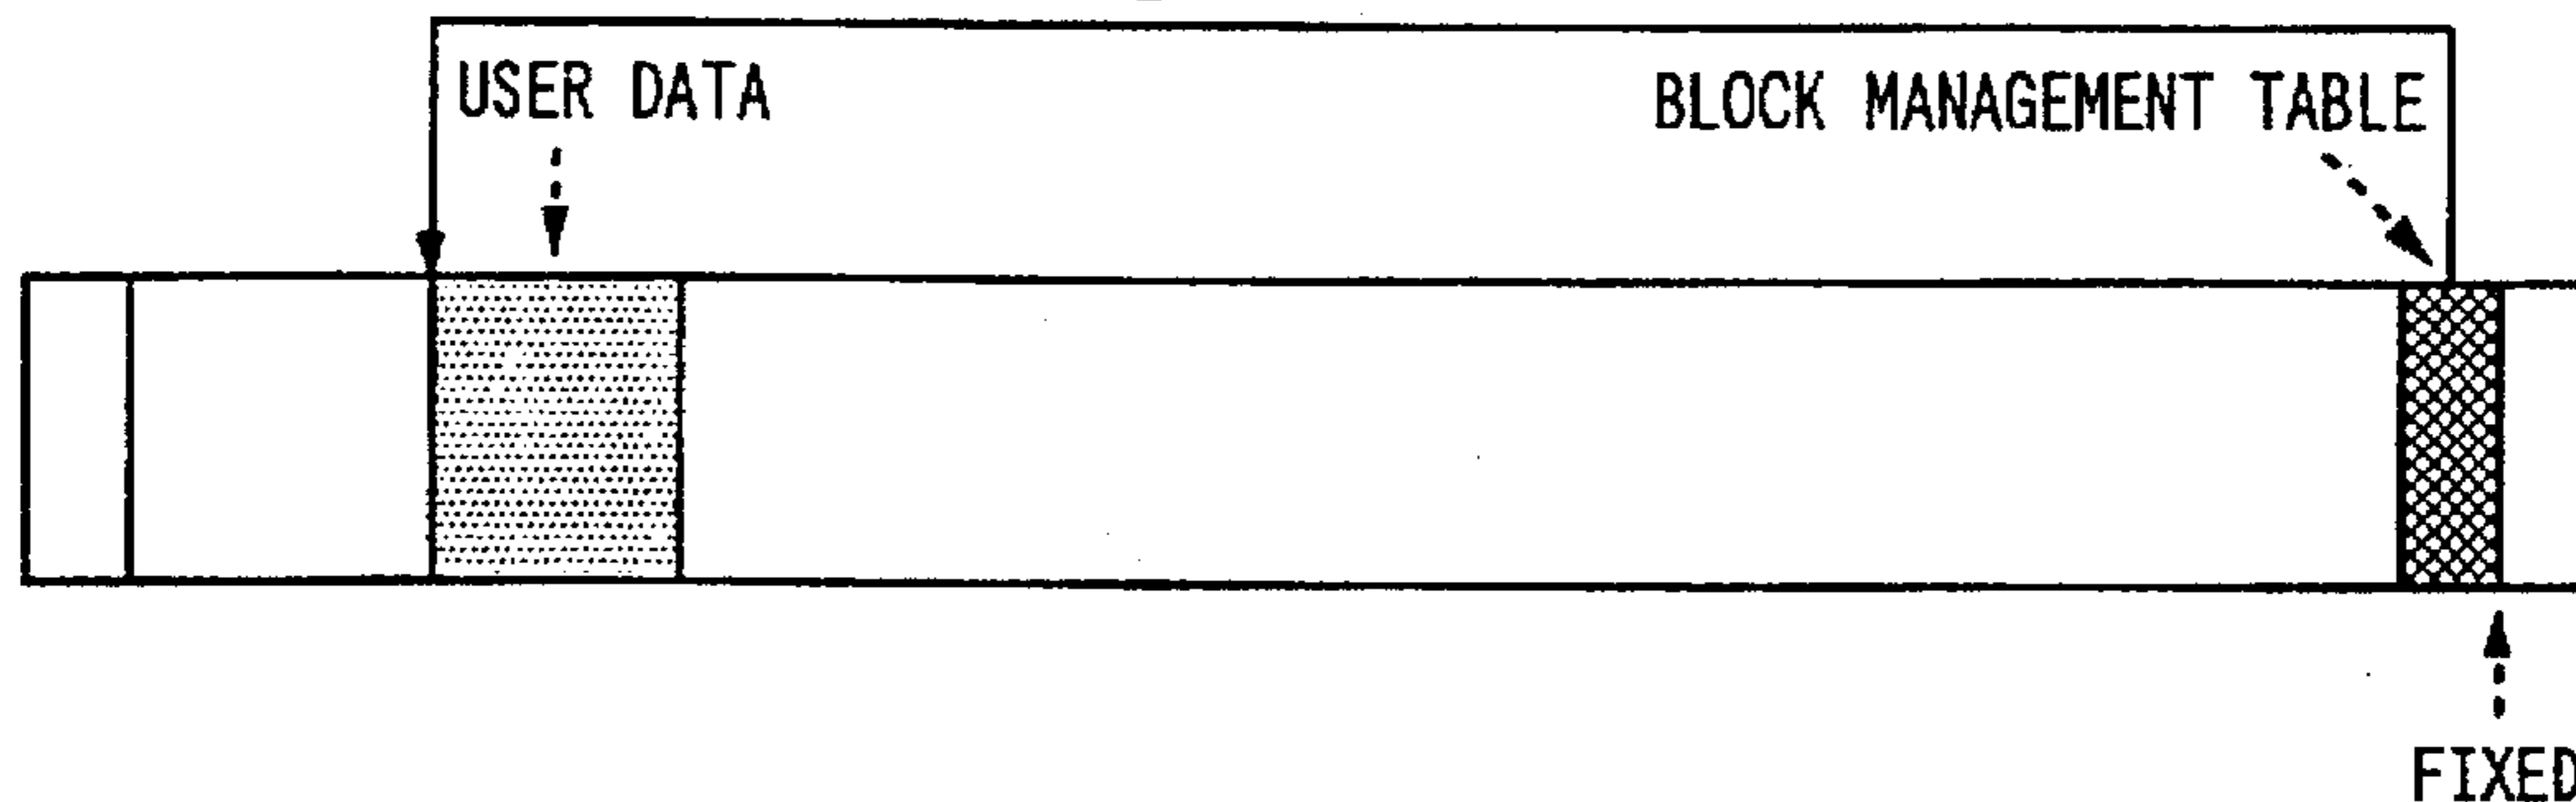 USER DATA
BLOCK MANAGEMENT TABLE
FIXED